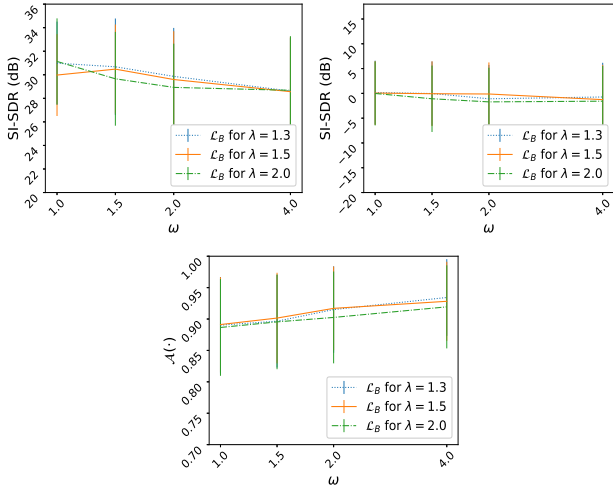 36
34
32
30
28
26
24
22
20
SI-SDR (dB)
ℒ_B for λ = 1.3
ℒ_B for λ = 1.5
ℒ_B for λ = 2.0
1.0 1.5 2.0 4.0
ω
15
10
5
0
−5
−10
−15
−20
SI-SDR (dB)
ℒ_B for λ = 1.3
ℒ_B for λ = 1.5
ℒ_B for λ = 2.0
1.0 1.5 2.0 4.0
ω
1.00
0.95
0.90
0.85
0.80
0.75
0.70
𝒜(·)
ℒ_B for λ = 1.3
ℒ_B for λ = 1.5
ℒ_B for λ = 2.0
1.0 1.5 2.0 4.0
ω